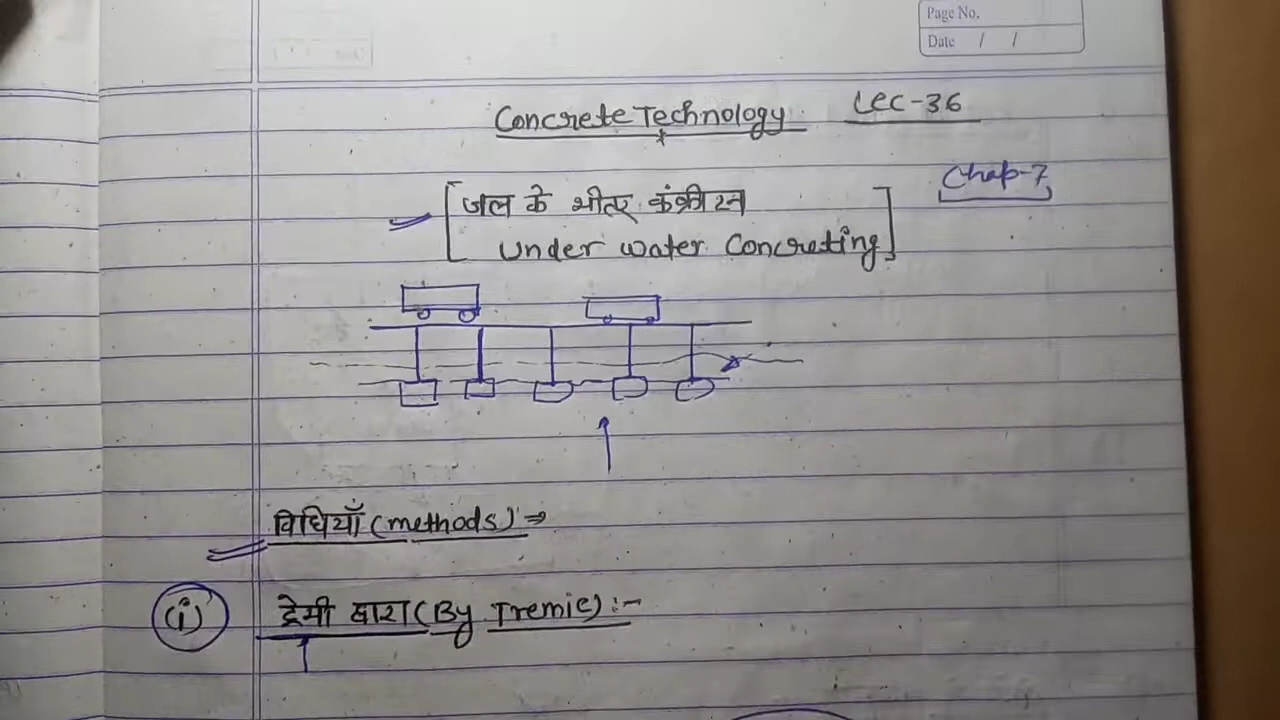 Page No.
Date / /
Concrete Technology Lec-36
Chap-7
जल के भीतर कंक्रीटन
Under water Concreting
विधियाँ (methods) ⇒
(i) ट्रेमी द्वारा (By Tremie) :-